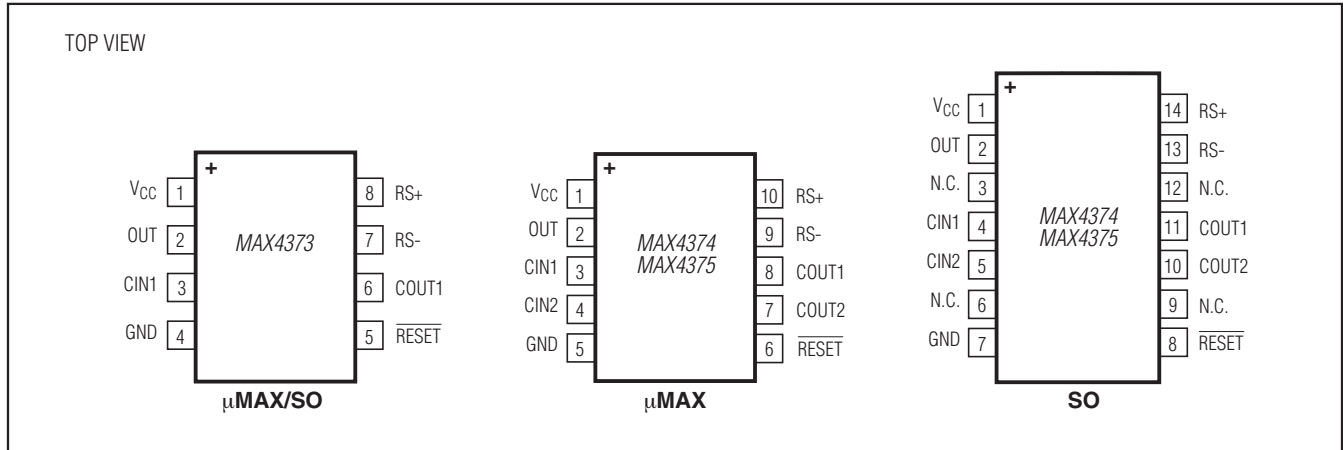 TOP VIEW
+
VCC 1
OUT 2
CIN1 3
GND 4
MAX4373
8 RS+
7 RS-
6 COUT1
5 RESET
μMAX/SO
+
VCC 1
OUT 2
CIN1 3
CIN2 4
GND 5
MAX4374
MAX4375
10 RS+
9 RS-
8 COUT1
7 COUT2
6 RESET
μMAX
+
VCC 1
OUT 2
N.C. 3
CIN1 4
CIN2 5
N.C. 6
GND 7
MAX4374
MAX4375
14 RS+
13 RS-
12 N.C.
11 COUT1
10 COUT2
9 N.C.
8 RESET
SO